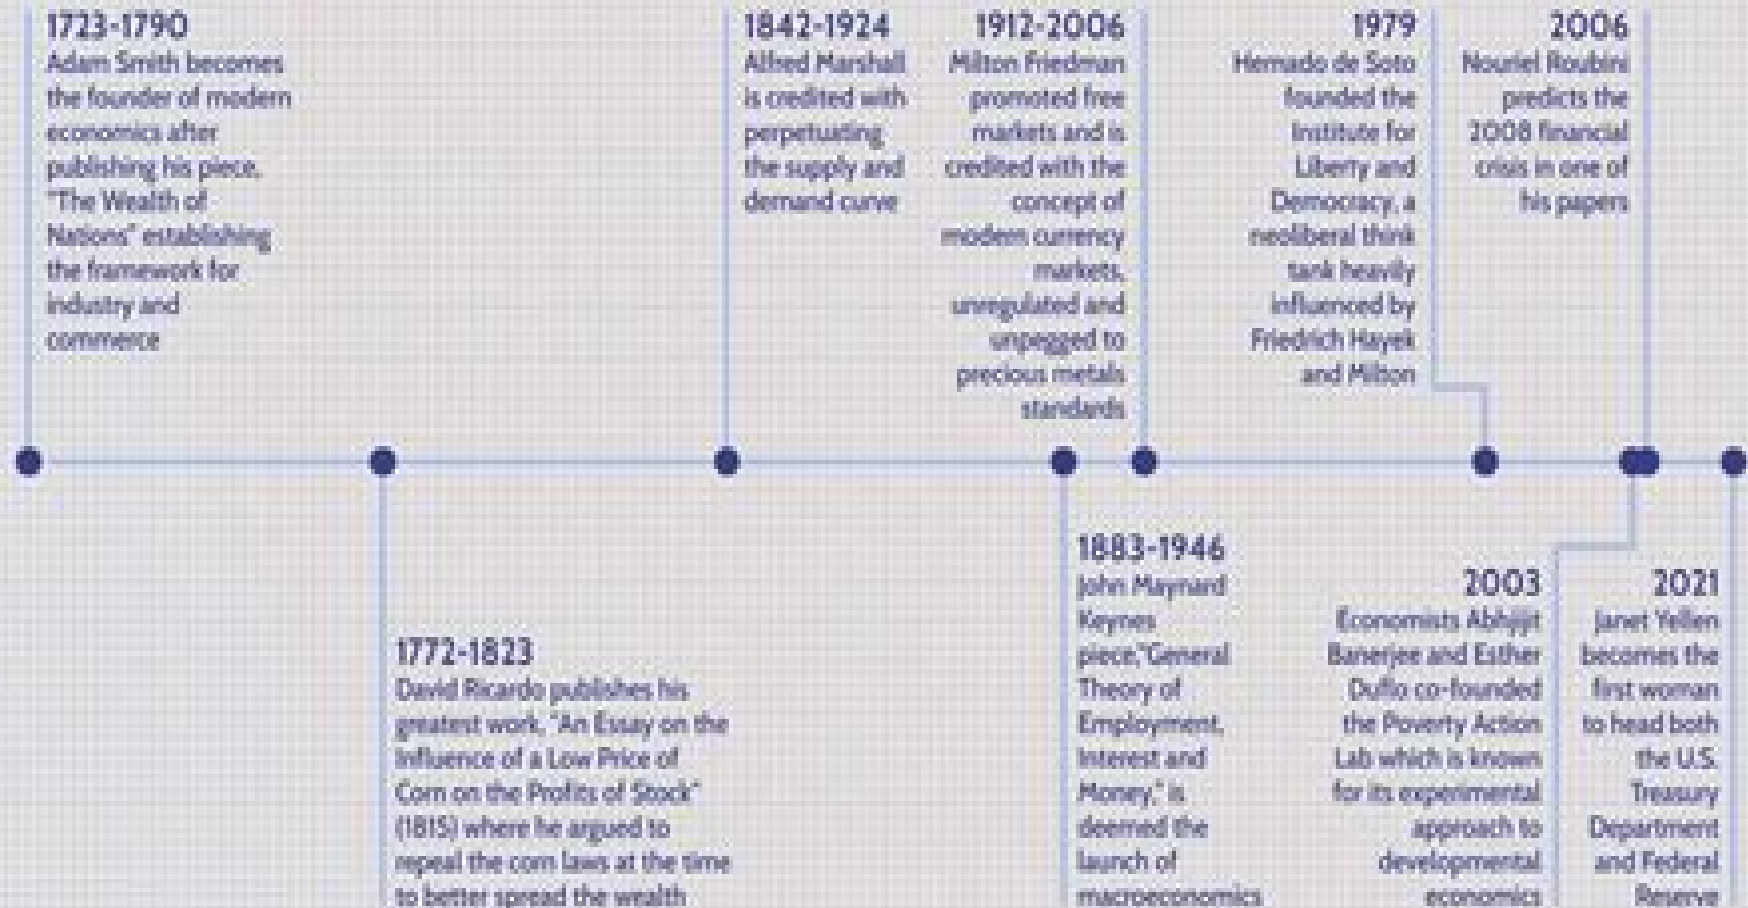 1723-1790
Adam Smith becomes
the founder of modern
economics after
publishing his piece,
"The Wealth of
Nations" establishing
the framework for
industry and
commerce
1772-1823
David Ricardo publishes his
greatest work, "An Essay on the
Influence of a Low Price of
Corn on the Profits of Stock"
(1815) where he argued to
repeal the corn laws at the time
to better spread the wealth
1842-1924
Alfred Marshall
is credited with
perpetuating
the supply and
demand curve
1883-1946
John Maynard
Keynes
piece,"General
Theory of
Employment,
Interest and
Money," is
deemed the
launch of
macroeconomics
1912-2006
Milton Friedman
promoted free
markets and is
credited with the
concept of
modern currency
markets,
unregulated and
unpegged to
precious metals
standards
1979
Hernado de Soto
founded the
Institute for
Liberty and
Democracy, a
neoliberal think
tank heavily
influenced by
Friedrich Hayek
and Milton
2003
Economists Abhijit
Banerjee and Esther
Duflo co-founded
the Poverty Action
Lab which is known
for its experimental
approach to
developmental
economics
2006
Nouriel Roubini
predicts the
2008 financial
crisis in one of
his papers
2021
Janet Yellen
becomes the
first woman
to head both
the U.S.
Treasury
Department
and Federal
Reserve